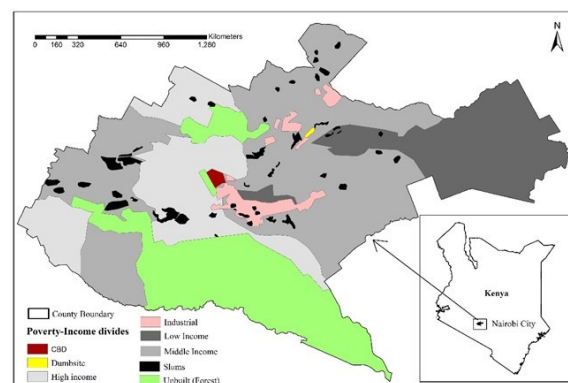 Kilometers
0 160 320 640 960 1,280
N
County Boundary
Poverty-Income divides
CBD
Dumbsite
High income
Industrial
Low Income
Middle Income
Sloms
Unbuilt (Forest)
Kenya
Nairobi City